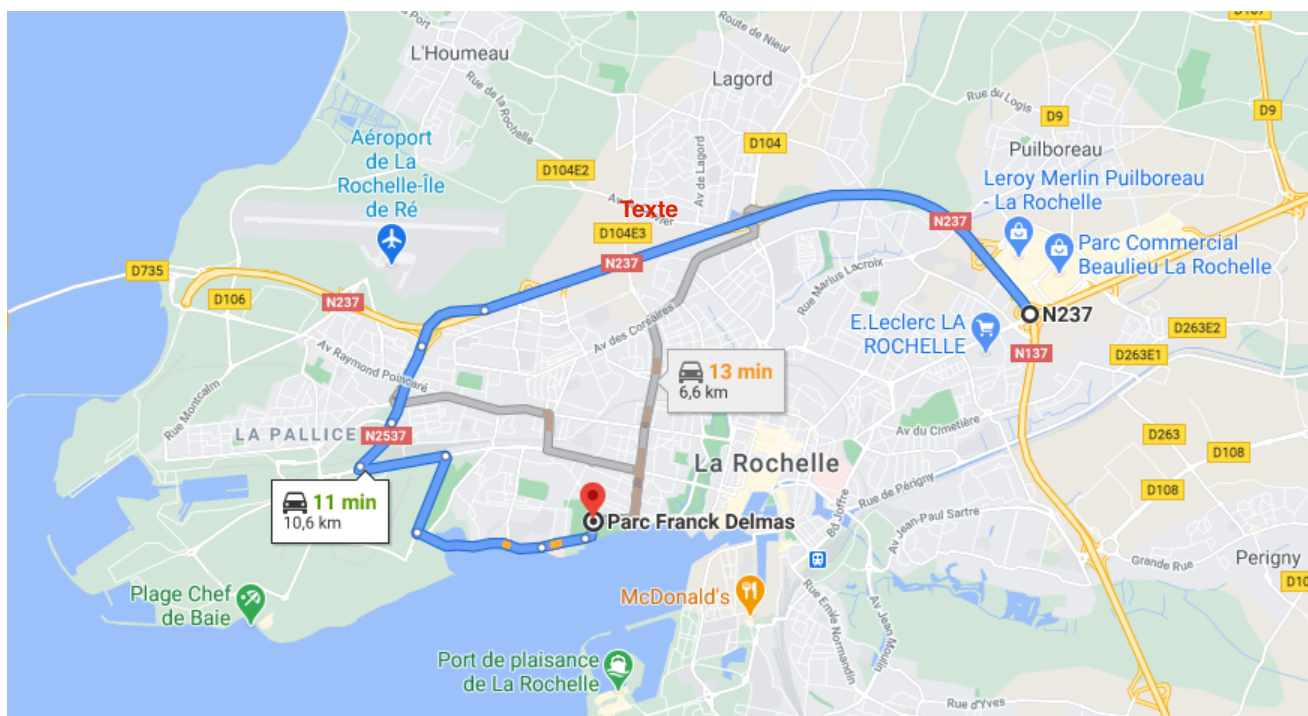 D107
L'Houmeau
Route de Nieul
Lagord
Rue de la Rochelle
Rue du Logis
D9
D9
Aéroport
de La
Rochelle-Île
de Ré
D104
D104E2
Av de Lagord
Puilboreau
Leroy Merlin Puilboreau
- La Rochelle
Texte
D104E3
N237
N237
Parc Commercial
Beaulieu La Rochelle
D735
D106
N237
Rue Marius Lacroix
N237
E.Leclerc LA
ROCHELLE
D263E2
Av des Corsaires
N137
D263E1
Av Raymond Poincaré
13 min
6,6 km
Rue Montcalm
LA PALLICE
N2537
Av du Cimetière
D263
D108
La Rochelle
11 min
10,6 km
Rue de Périgny
D108
Bd Joffre
Av Jean-Paul Sartre
Parc Franck Delmas
Grande Rue
Perigny
Plage Chef
de Baie
McDonald's
Rue Emile Normandin
Av Jean Moulin
Port de plaisance
de La Rochelle
Rue d'Yves